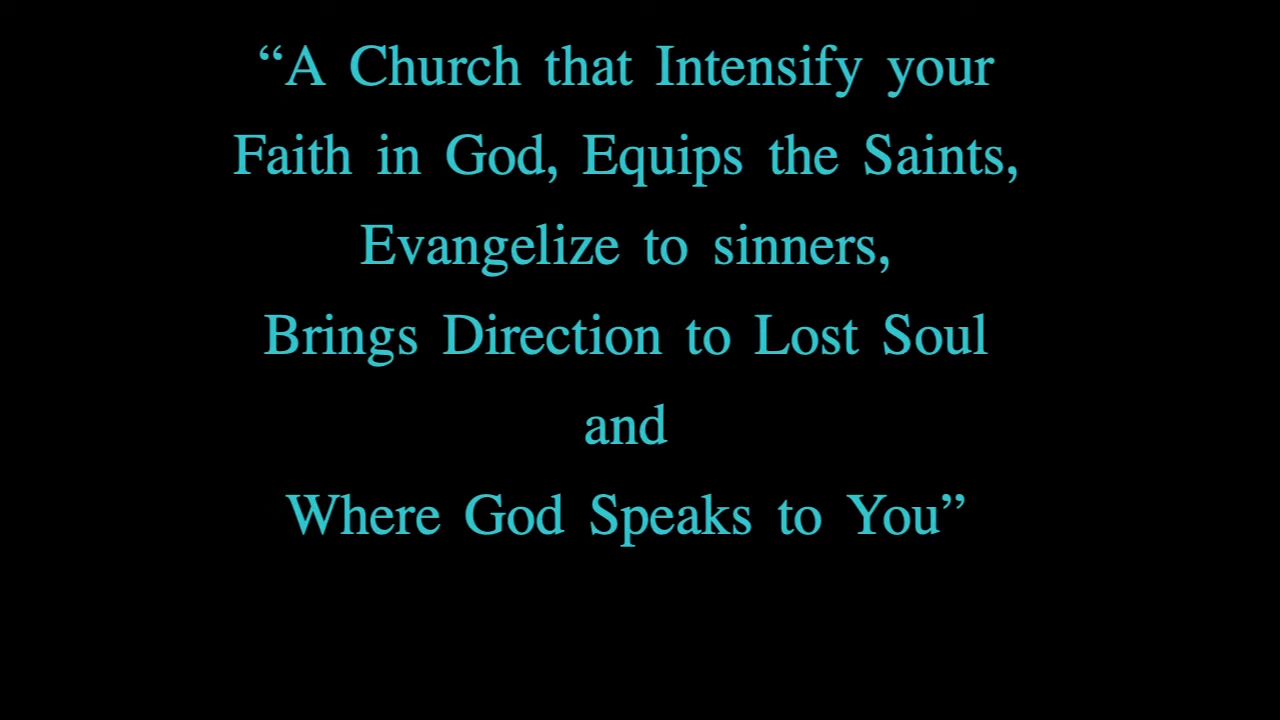 “A Church that Intensify your
Faith in God, Equips the Saints,
Evangelize to sinners,
Brings Direction to Lost Soul
and
Where God Speaks to You”